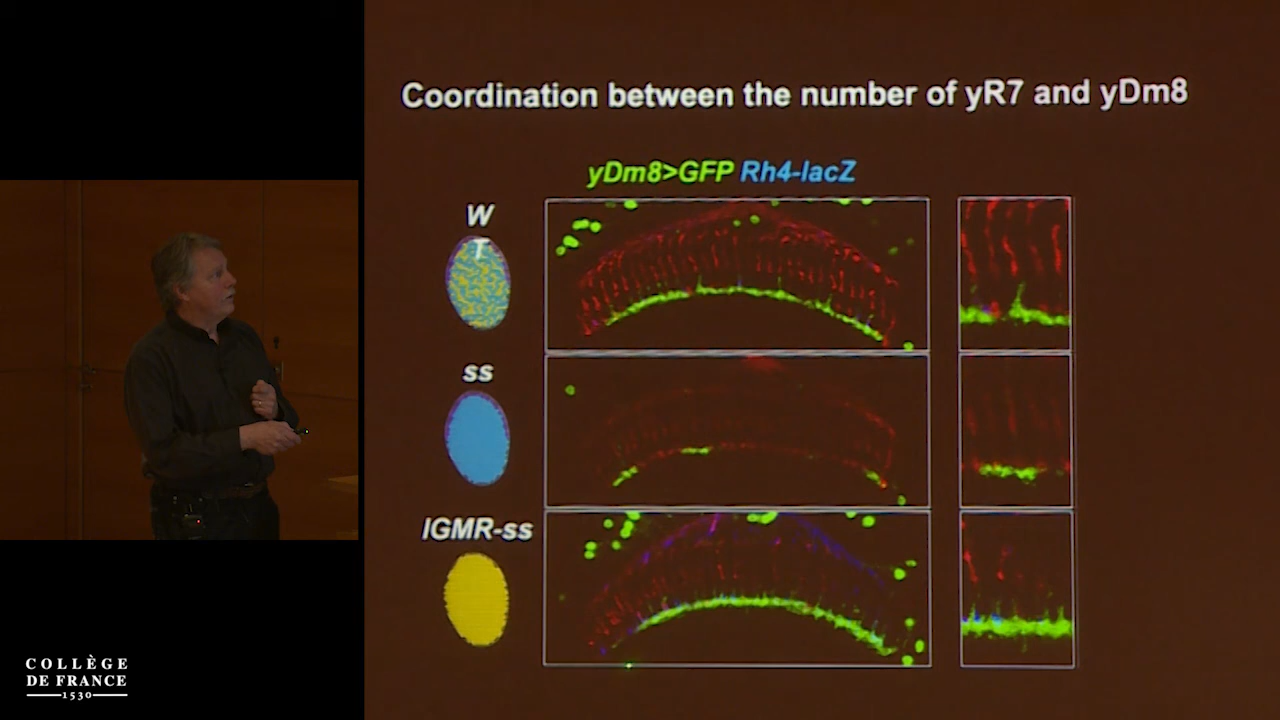 Coordination between the number of yR7 and yDm8
yDm8>GFP Rh4-lacZ
W
T
ss
lGMR-ss
COLLÈGE
DE FRANCE
1530